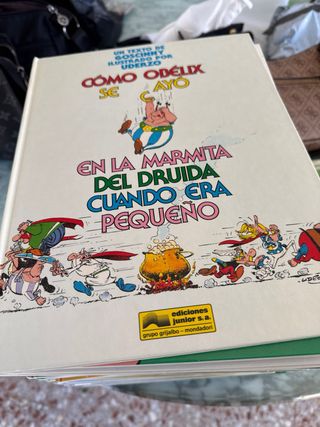 UN TEXTO DE
GOSCINNY
ILUSTRADO POR
UDERZO
CÓMO OBÉLIX
SE CAYÓ
EN LA MARMITA
DEL DRUIDA
CUANDO ERA
PEQUEÑO
ediciones
junior s.a.
grupo grijalbo - mondadori